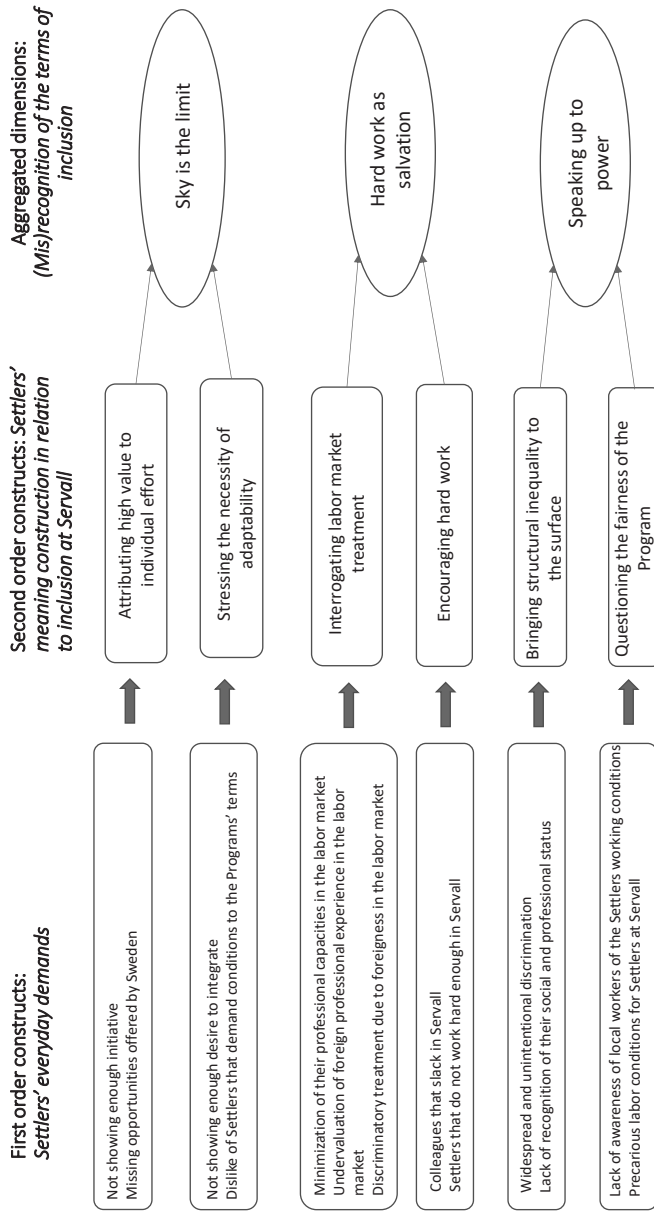 First order constructs:
Settlers' everyday demands
Not showing enough initiative
Missing opportunities offered by Sweden
Not showing enough desire to integrate
Dislike of Settlers that demand conditions to the Programs' terms
Minimization of their professional capacities in the labor market
Undervaluation of foreign professional experience in the labor
market
Discriminatory treatment due to foreigness in the labor market
Colleagues that slack in Servall
Settlers that do not work hard enough in Servall
Widespread and unintentional discrimination
Lack of recognition of their social and professional status
Lack of awareness of local workers of the Settlers working conditions
Precarious labor conditions for Settlers at Servall
Second order constructs: Settlers'
meaning construction in relation
to inclusion at Servall
Attributing high value to
individual effort
Stressing the necessity of
adaptability
Interrogating labor market
treatment
Encouraging hard work
Bringing structural inequality to
the surface
Questioning the fairness of the
Program
Aggregated dimensions:
(Mis)recognition of the terms of
inclusion
Sky is the limit
Hard work as
salvation
Speaking up to
power